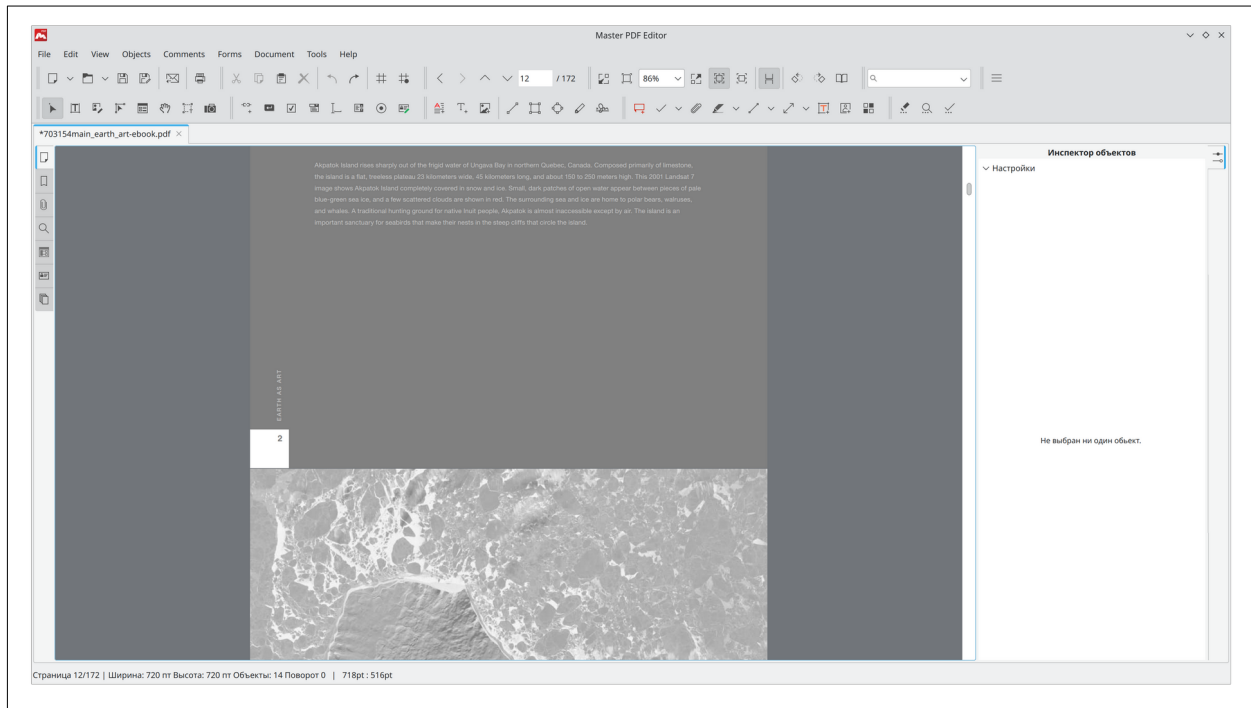 Master PDF Editor
File Edit View Objects Comments Forms Document Tools Help
12 / 172 86%
*703154main_earth_art-ebook.pdf
Akpatok Island rises sharply out of the frigid water of Ungava Bay in northern Quebec, Canada. Composed primarily of limestone,
the island is a flat, treeless plateau 23 kilometers wide, 45 kilometers long, and about 150 to 250 meters high. This 2001 Landsat 7
image shows Akpatok Island completely covered in snow and ice. Small, dark patches of open water appear between pieces of pale
blue-green sea ice, and a few scattered clouds are shown in red. The surrounding sea and ice are home to polar bears, walruses,
and whales. A traditional hunting ground for native Inuit people, Akpatok is almost inaccessible except by air. The island is an
important sanctuary for seabirds that make their nests in the steep cliffs that circle the island.
EARTH AS ART
2
Инспектор объектов
Настройки
Не выбран ни один объект.
Страница 12/172 | Ширина: 720 пт Высота: 720 пт Объекты: 14 Поворот 0 | 718pt : 516pt